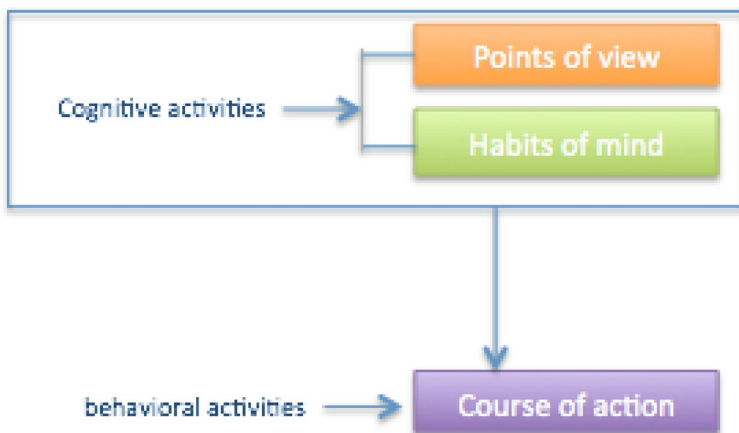 Points of view
Cognitive activities
Habits of mind
behavioral activities
Course of action